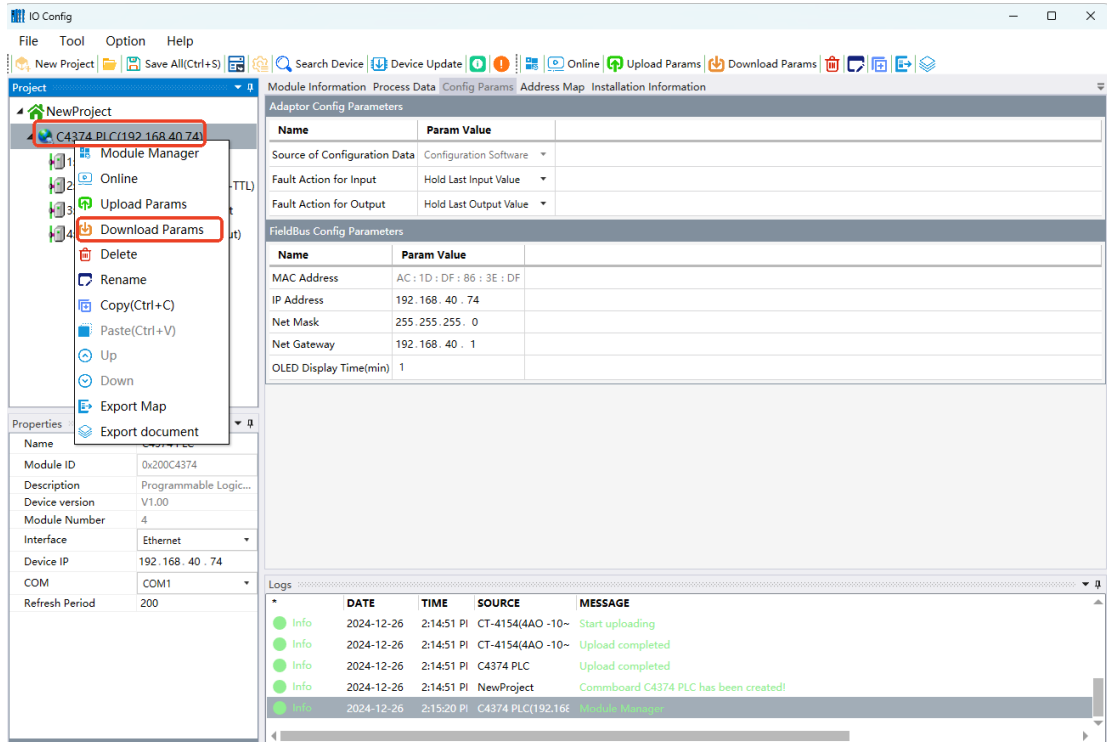 IO Config
File Tool Option Help
New Project Save All(Ctrl+S) Search Device Device Update Online Upload Params Download Params
Project
NewProject
C4374 PLC(192.168.40.74)
1:
2 -TTL)
3:
4: ut)
Module Manager
Online
Upload Params
Download Params
Delete
Rename
Copy(Ctrl+C)
Paste(Ctrl+V)
Up
Down
Export Map
Export document
Properties
Name C4374 PLC
Module ID 0x200C4374
Description Programmable Logic...
Device version V1.00
Module Number 4
Interface Ethernet
Device IP 192.168.40.74
COM COM1
Refresh Period 200
Module Information Process Data Config Params Address Map Installation Information
Adaptor Config Parameters
Name Param Value
Source of Configuration Data Configuration Software
Fault Action for Input Hold Last Input Value
Fault Action for Output Hold Last Output Value
FieldBus Config Parameters
Name Param Value
MAC Address AC : 1D : DF : 86 : 3E : DF
IP Address 192.168.40.74
Net Mask 255.255.255.0
Net Gateway 192.168.40.1
OLED Display Time(min) 1
Logs
* DATE TIME SOURCE MESSAGE
Info 2024-12-26 2:14:51 PI CT-4154(4AO -10~ Start uploading
Info 2024-12-26 2:14:51 PI CT-4154(4AO -10~ Upload completed
Info 2024-12-26 2:14:51 PI C4374 PLC Upload completed
Info 2024-12-26 2:14:51 PI NewProject Commboard C4374 PLC has been created!
Info 2024-12-26 2:15:20 PI C4374 PLC(192.168 Module Manager